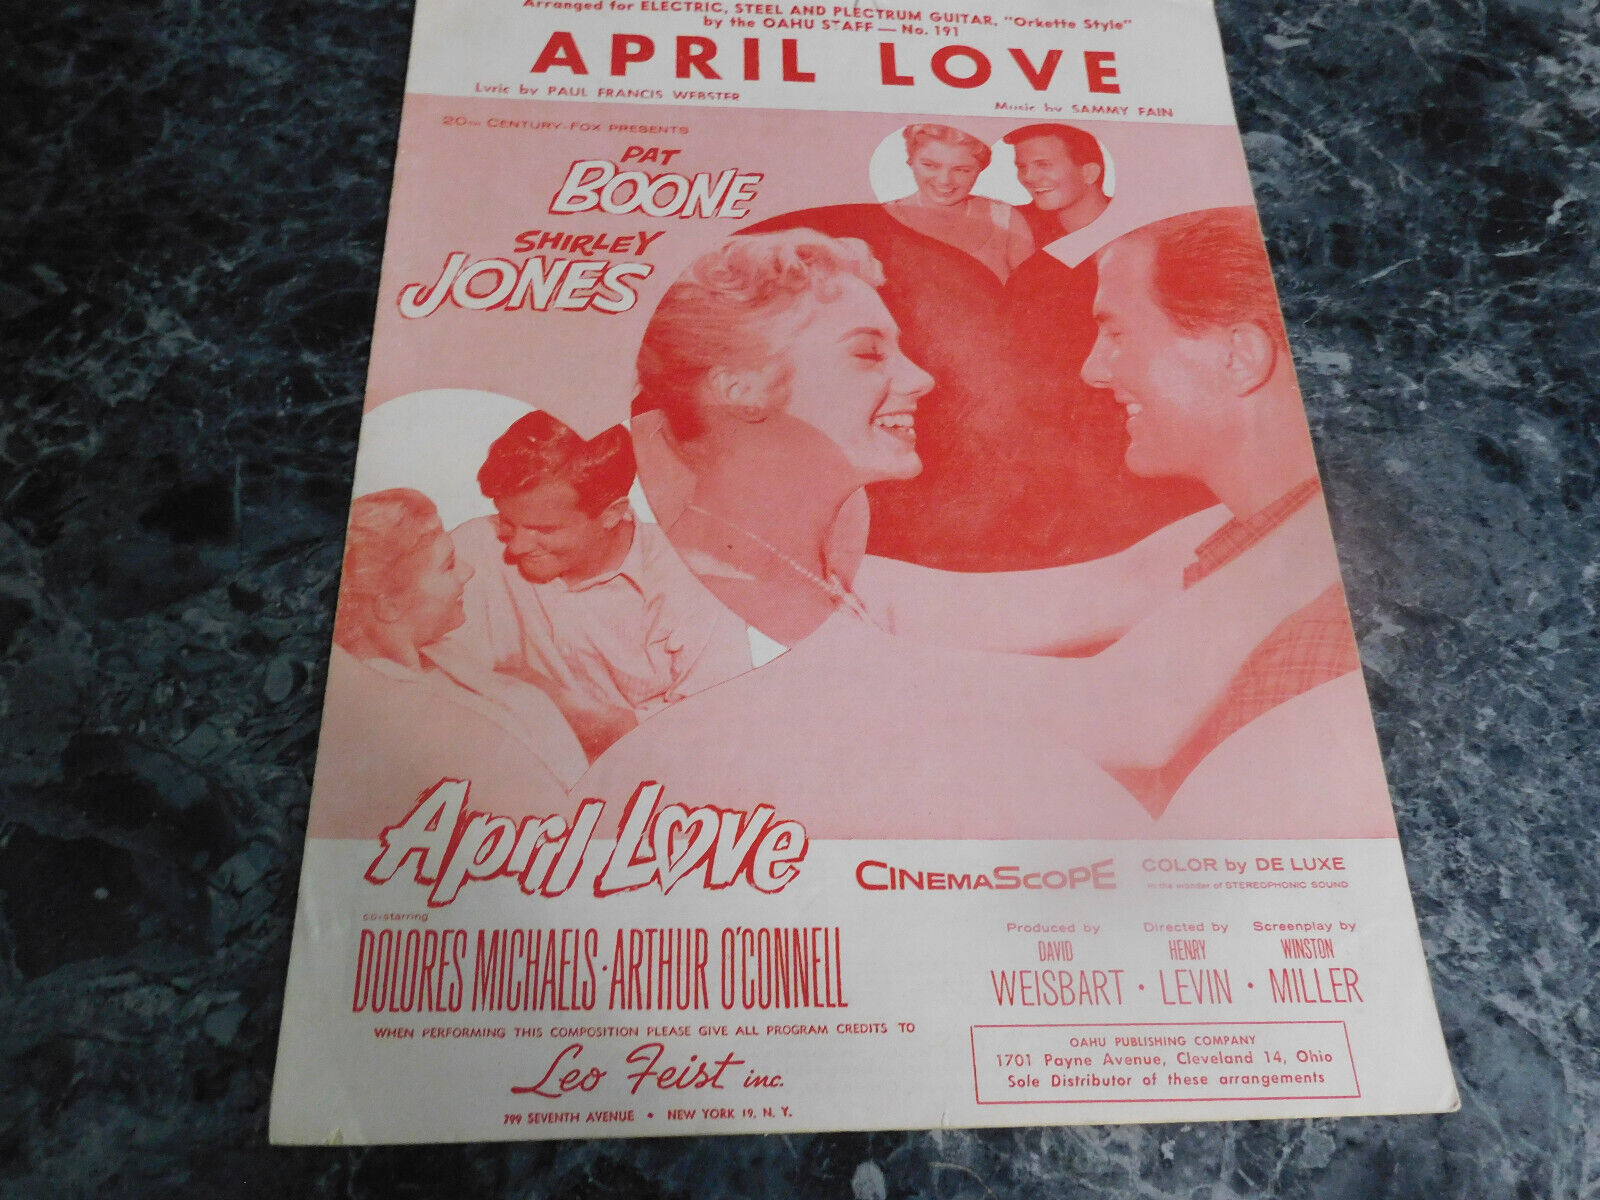 Arranged for ELECTRIC, STEEL AND PLECTRUM GUITAR, "Orkette Style"
by the OAHU STAFF — No. 191
APRIL LOVE
Lyric by PAUL FRANCIS WEBSTER
Music by SAMMY FAIN
20TH CENTURY-FOX PRESENTS
PAT
BOONE
SHIRLEY
JONES
April Love
CINEMASCOPE
COLOR by DE LUXE
in the wonder of STEREOPHONIC SOUND
co-starring
DOLORES MICHAELS · ARTHUR O'CONNELL
Produced by
DAVID
WEISBART ·
Directed by
HENRY
LEVIN ·
Screenplay by
WINSTON
MILLER
WHEN PERFORMING THIS COMPOSITION PLEASE GIVE ALL PROGRAM CREDITS TO
Leo Feist inc.
799 SEVENTH AVENUE • NEW YORK 19, N. Y.
OAHU PUBLISHING COMPANY
1701 Payne Avenue, Cleveland 14, Ohio
Sole Distributor of these arrangements